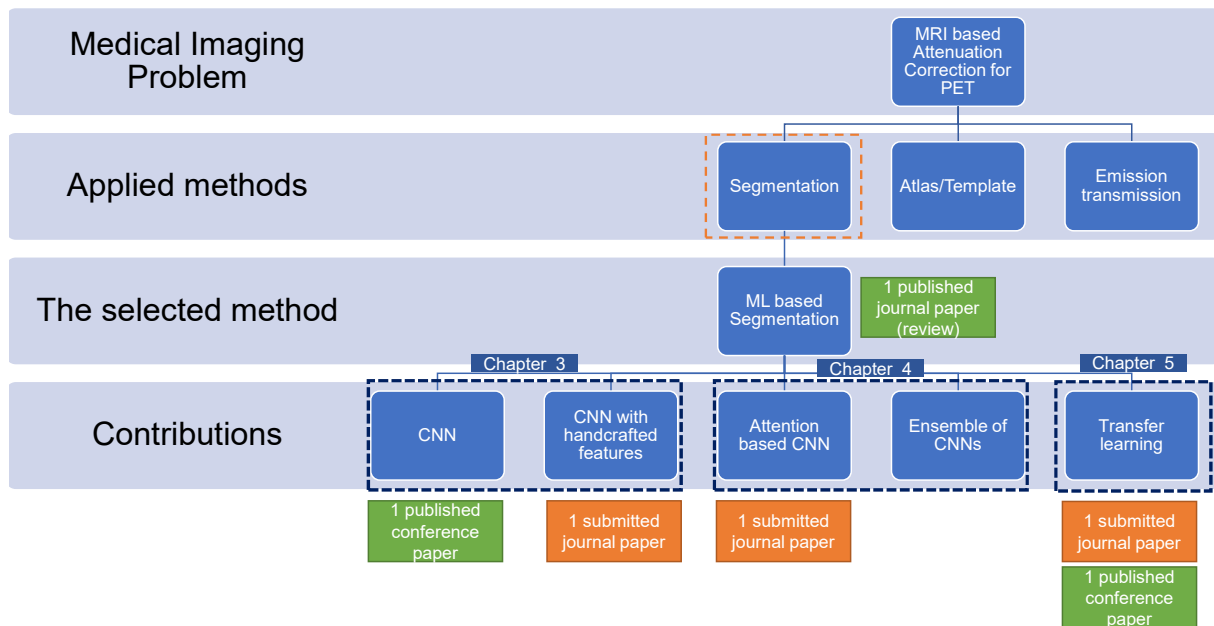 Medical Imaging
Problem
MRI based
Attenuation
Correction for
PET
Applied methods
Segmentation
Atlas/Template
Emission
transmission
The selected method
ML based
Segmentation
1 published
journal paper
(review)
Chapter 3
Chapter 4
Chapter 5
Contributions
CNN
CNN with
handcrafted
features
Attention
based CNN
Ensemble of
CNNs
Transfer
learning
1 published
conference
paper
1 submitted
journal paper
1 submitted
journal paper
1 submitted
journal paper
1 published
conference
paper